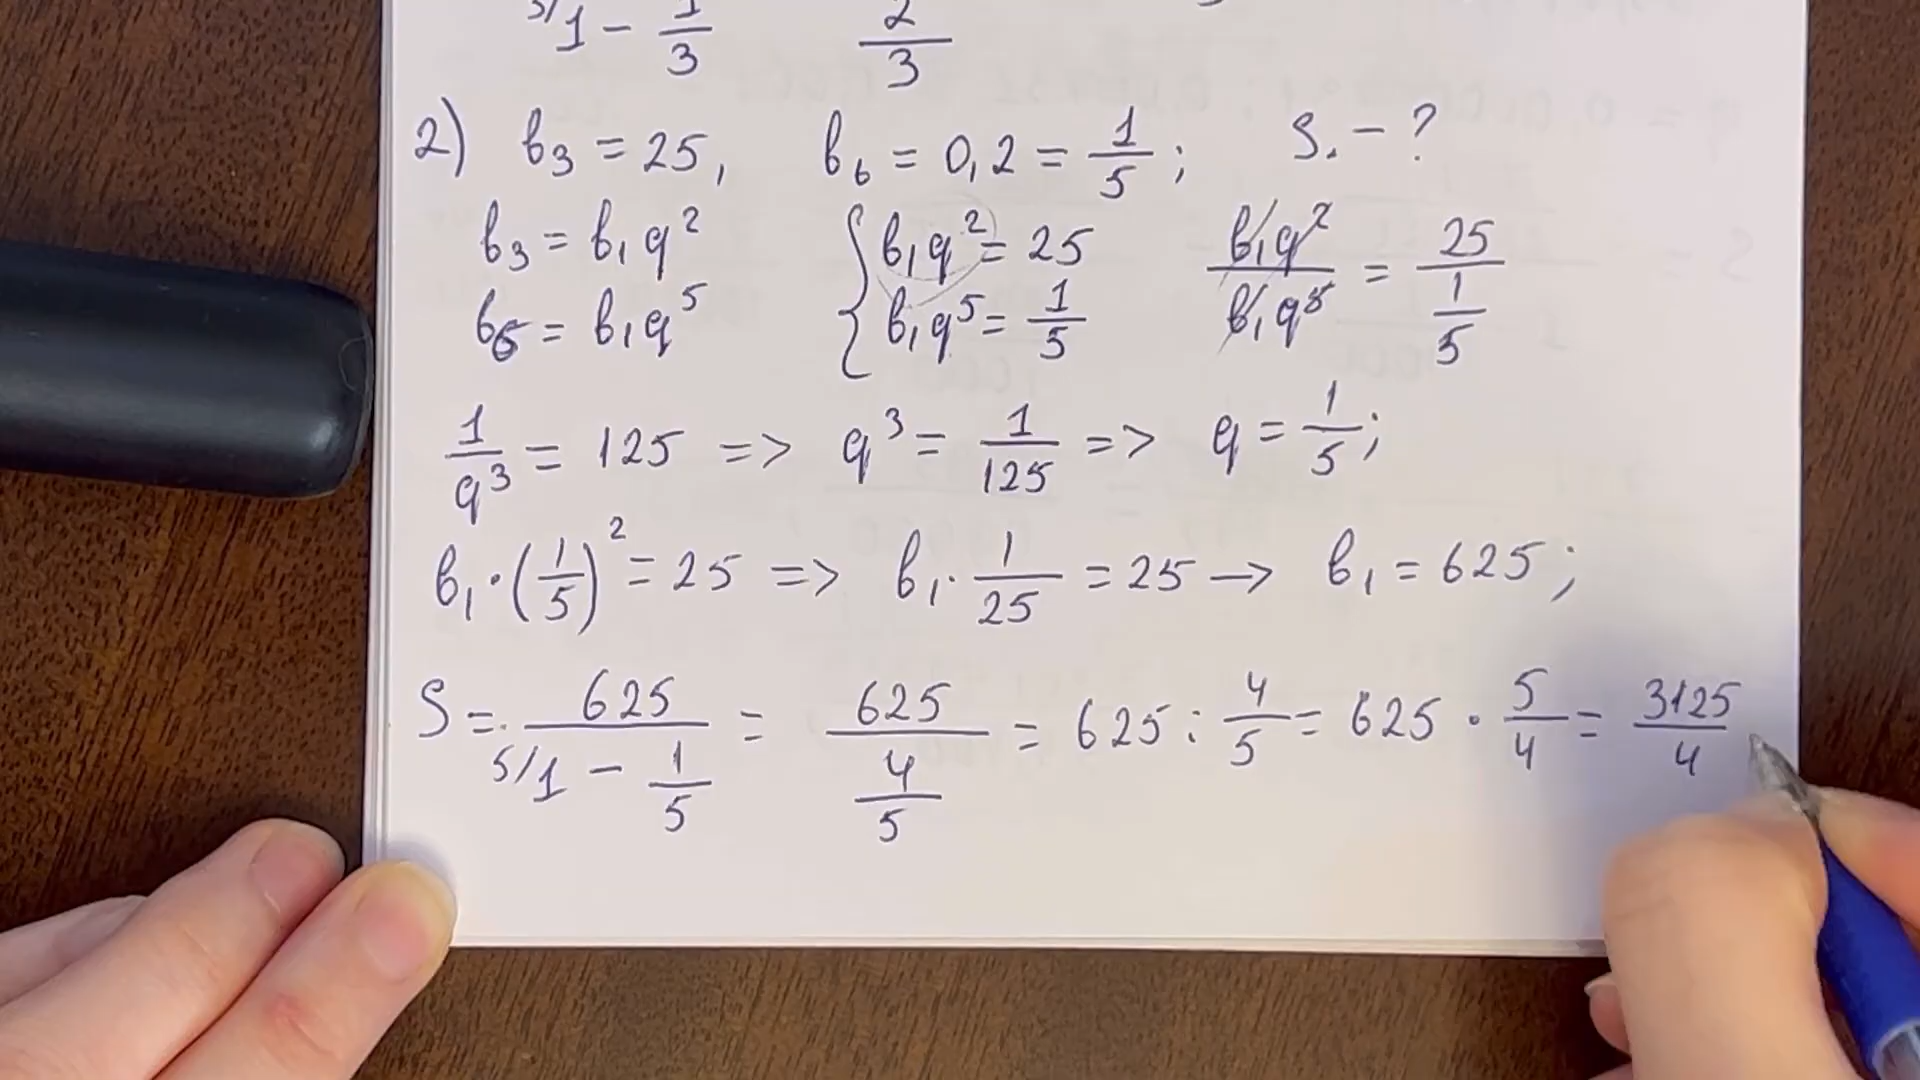 5/1 - 1/3 2/3
2) b₃ = 25, b₆ = 0,2 = 1/5 ; S. - ?
b₃ = b₁q² { b₁q² = 25 b₁q²/b₁q⁵ = 25/(1/5)
b₆ = b₁q⁵ b₁q⁵ = 1/5
1/q³ = 125 => q³ = 1/125 => q = 1/5;
b₁·(1/5)² = 25 => b₁·1/25 = 25 → b₁ = 625;
S = 625/(5/1 - 1/5) = 625/(4/5) = 625 : 4/5 = 625 · 5/4 = 3125/4